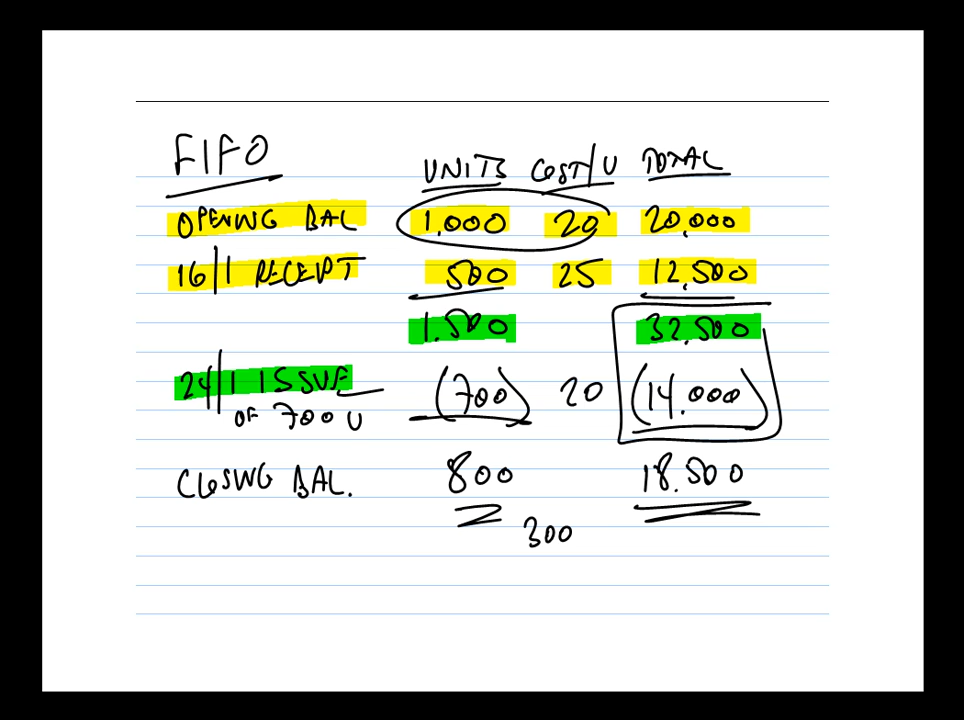 FIFO
UNITS COST/U TOTAL
OPENING BAL 1,000 20 20,000
16/1 RECEIPT 500 25 12,500
1.500 32,500
24/1 ISSUE (700) 20 (14.000)
OF 700 U
CLOSING BAL. 800 18.500
300